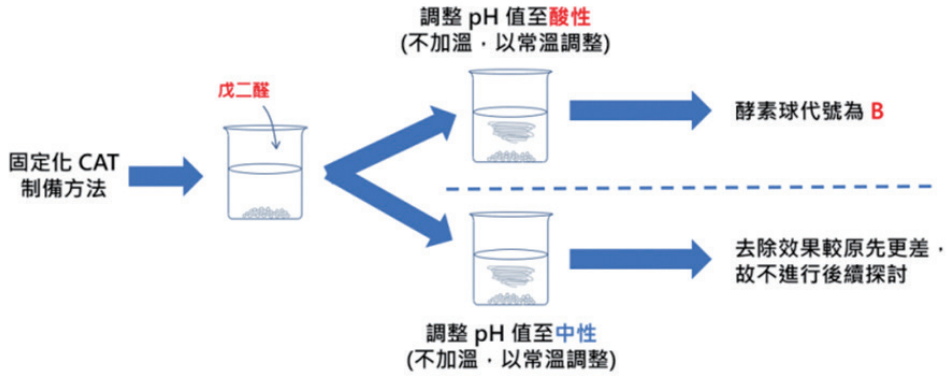 調整 pH 值至酸性
(不加溫，以常溫調整)
戊二醛
酵素球代號為 B
固定化 CAT
制備方法
去除效果較原先更差，
故不進行後續探討
調整 pH 值至中性
(不加溫，以常溫調整)